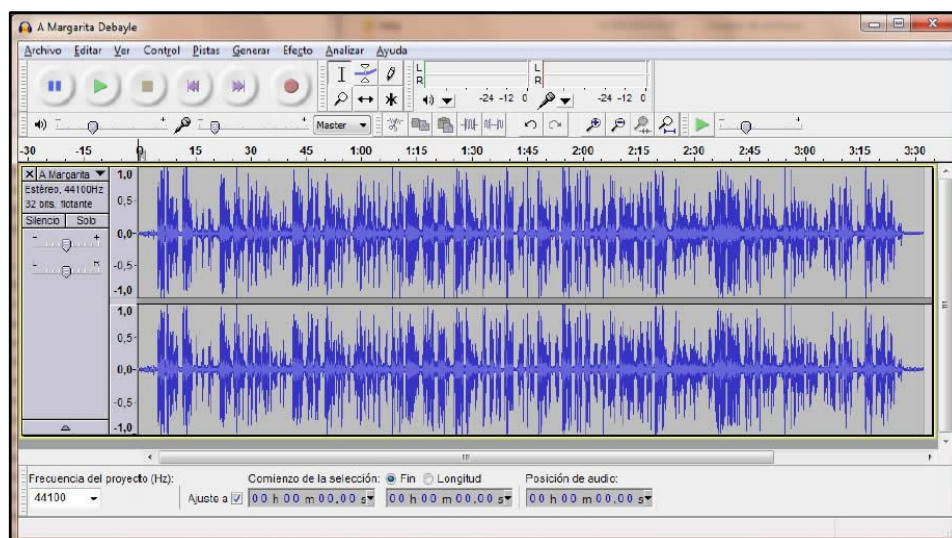 A Margarita Debayle
Archivo Editar Ver Control Pistas Generar Efecto Analizar Ayuda
L
R
-24 -12 0
L
R
-24 -12 0
Master
-30 -15 0 15 30 45 1:00 1:15 1:30 1:45 2:00 2:15 2:30 2:45 3:00 3:15 3:30
X A Margarita
Estéreo, 44100Hz
32 bits. flotante
Silencio Solo
- +
L R
1,0
0,5
0,0
-0,5
-1,0
1,0
0,5
0,0
-0,5
-1,0
Frecuencia del proyecto (Hz): Comienzo de la selección: Fin Longitud Posición de audio:
44100 Ajuste a 00 h 00 m 00,00 s 00 h 00 m 00,00 s 00 h 00 m 00,00 s